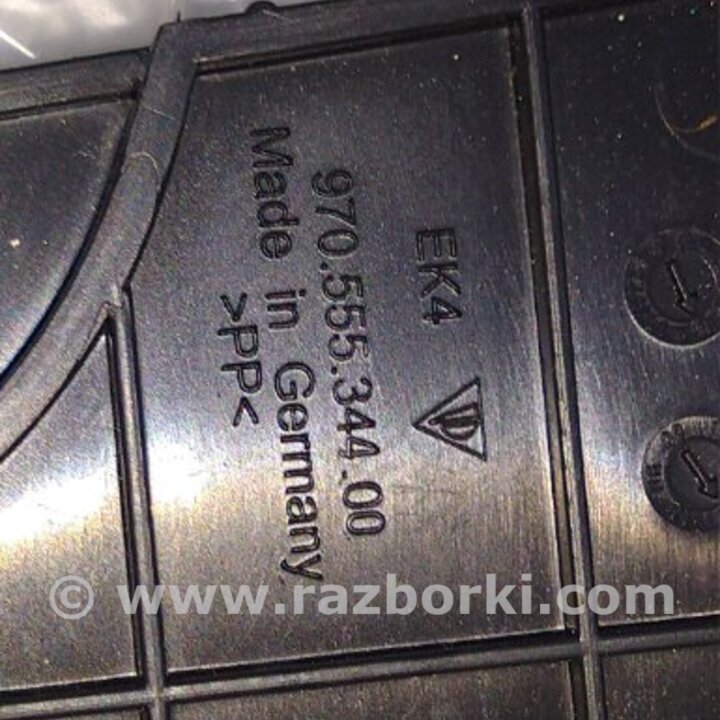 EK4
970.555.344.00
Made in Germany
>PP<
© www.razborki.com